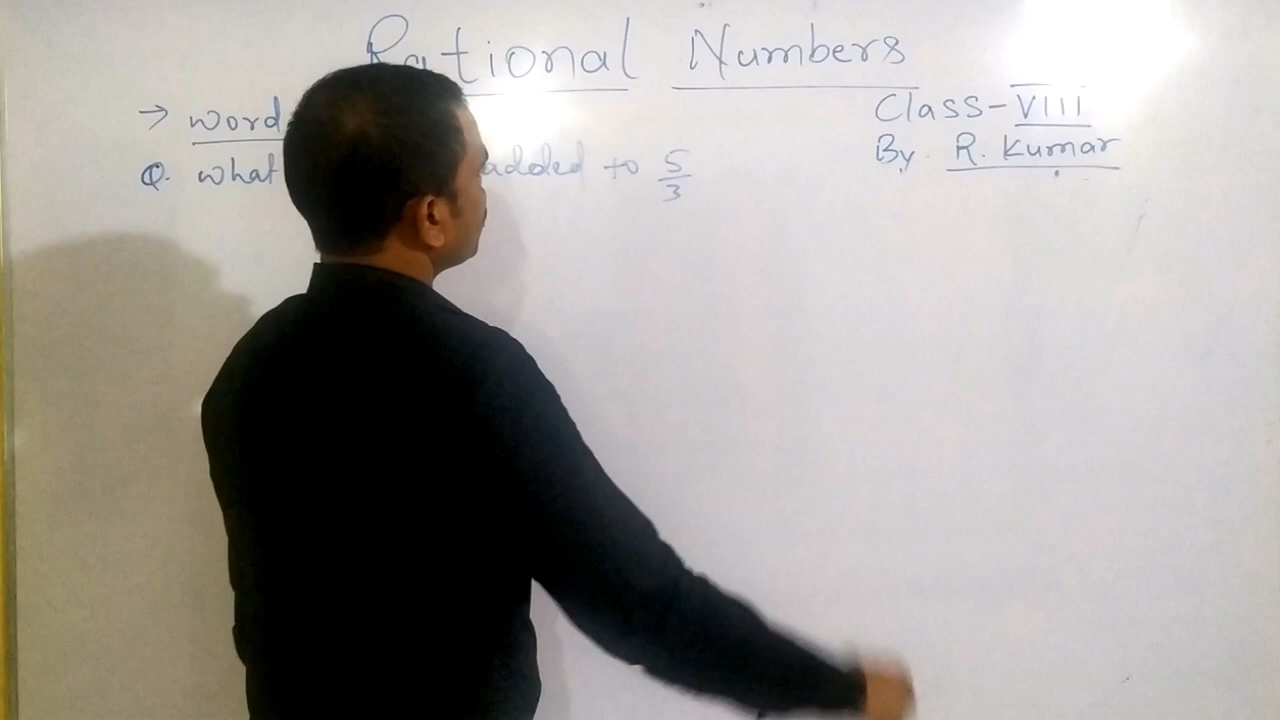 Rational Numbers
Class-VIII
→ word
By. R. Kumar
Q. what added to 5/3